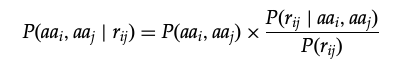 P(aa_i, aa_j | r_ij) = P(aa_i, aa_j) × P(r_ij | aa_i, aa_j) / P(r_ij)